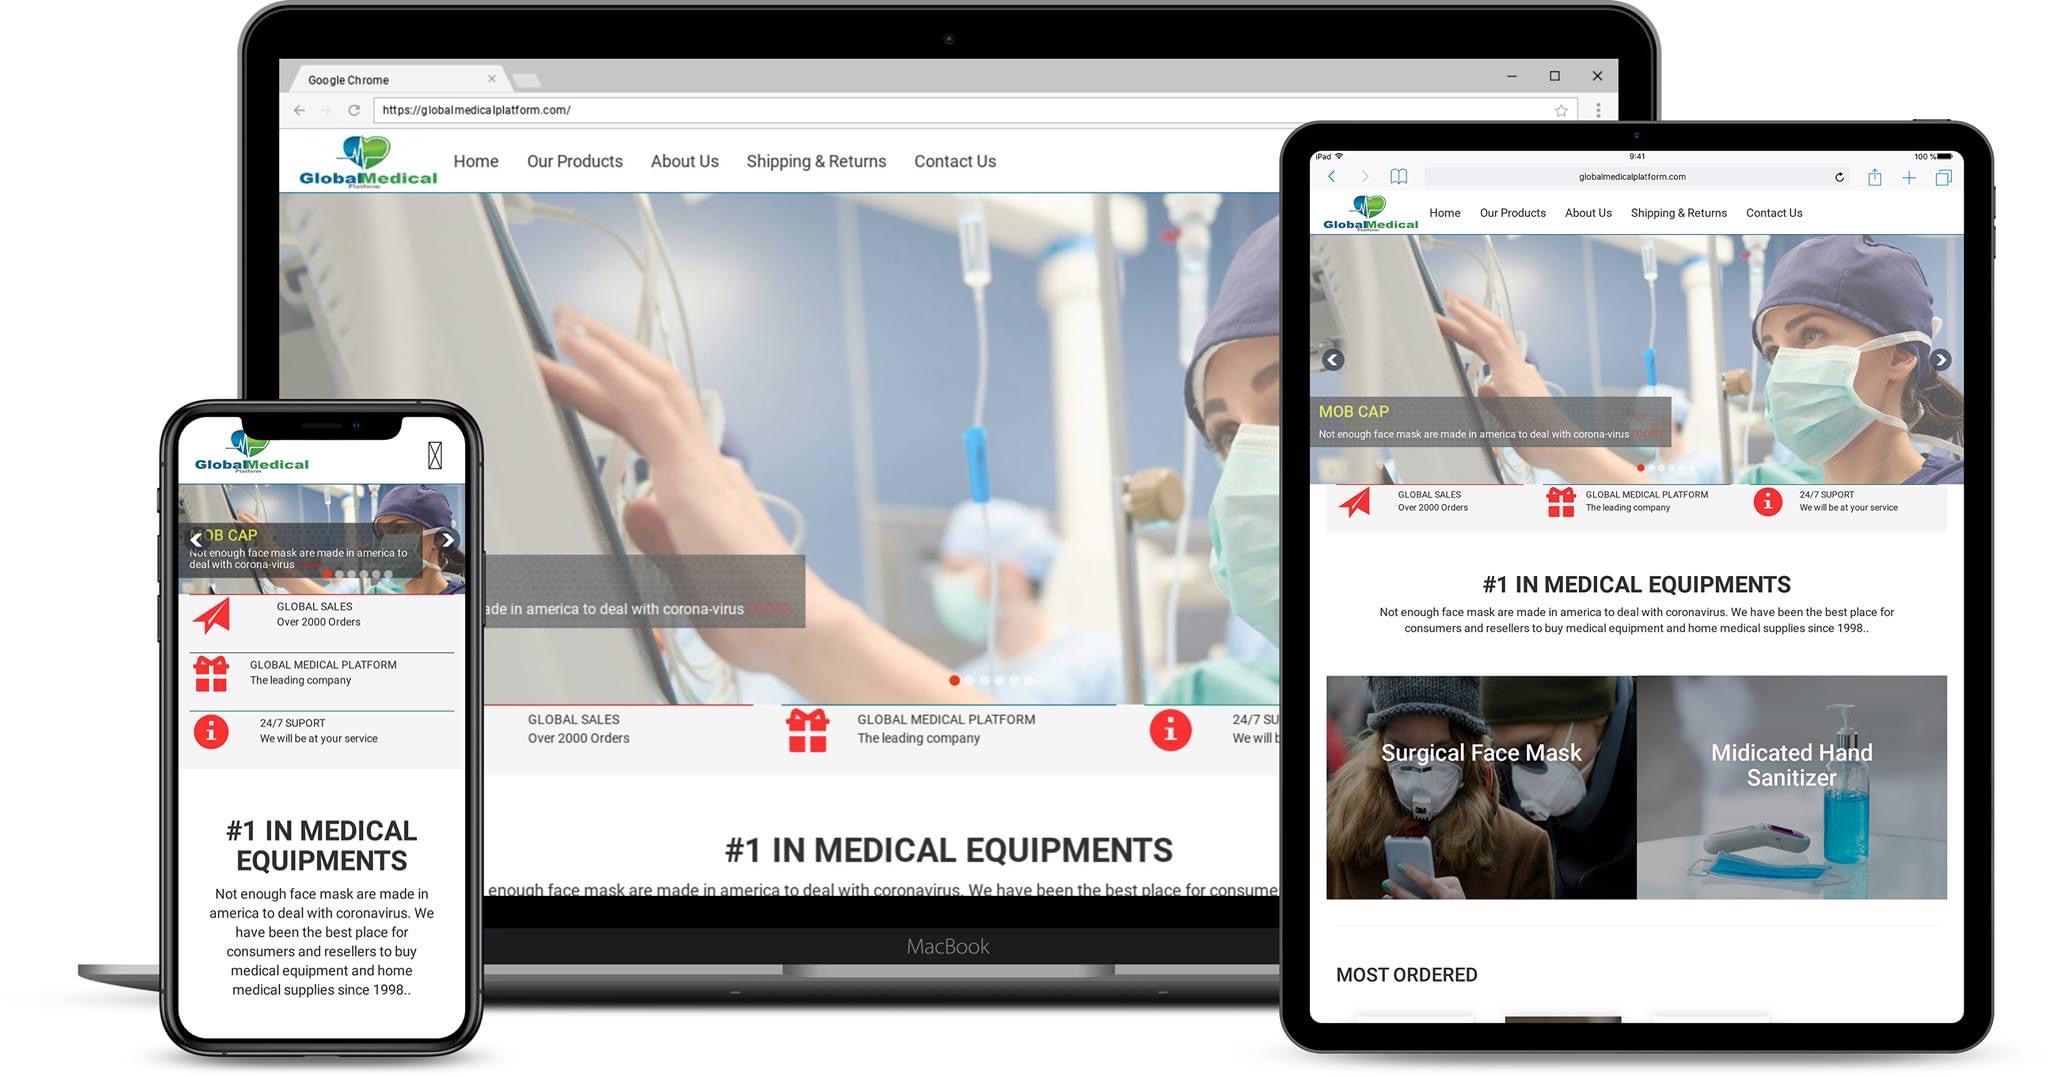 Google Chrome
https://globalmedicalplatform.com/
GlobalMedical
Platform
Home Our Products About Us Shipping & Returns Contact Us
ade in america to deal with corona-virus more
GLOBAL SALES
Over 2000 Orders
GLOBAL MEDICAL PLATFORM
The leading company
24/7 SU
We will b
#1 IN MEDICAL EQUIPMENTS
enough face mask are made in america to deal with coronavirus. We have been the best place for consume
MacBook
GlobalMedical
Platform
MOB CAP
Not enough face mask are made in america to
deal with corona-virus
GLOBAL SALES
Over 2000 Orders
GLOBAL MEDICAL PLATFORM
The leading company
24/7 SUPORT
We will be at your service
#1 IN MEDICAL
EQUIPMENTS
Not enough face mask are made in
america to deal with coronavirus. We
have been the best place for
consumers and resellers to buy
medical equipment and home
medical supplies since 1998..
iPad 9:41 100 %
globalmedicalplatform.com
GlobalMedical
Platform
Home Our Products About Us Shipping & Returns Contact Us
MOB CAP
Not enough face mask are made in america to deal with corona-virus more
GLOBAL SALES
Over 2000 Orders
GLOBAL MEDICAL PLATFORM
The leading company
24/7 SUPORT
We will be at your service
#1 IN MEDICAL EQUIPMENTS
Not enough face mask are made in america to deal with coronavirus. We have been the best place for
consumers and resellers to buy medical equipment and home medical supplies since 1998..
Surgical Face Mask
3M
Midicated Hand
Sanitizer
MOST ORDERED